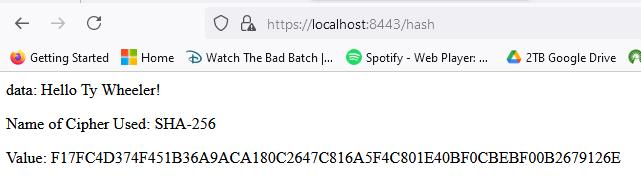 https://localhost:8443/hash
Getting Started Home Watch The Bad Batch |... Spotify - Web Player: ... 2TB Google Drive
data: Hello Ty Wheeler!
Name of Cipher Used: SHA-256
Value: F17FC4D374F451B36A9ACA180C2647C816A5F4C801E40BF0CBEBF00B2679126E